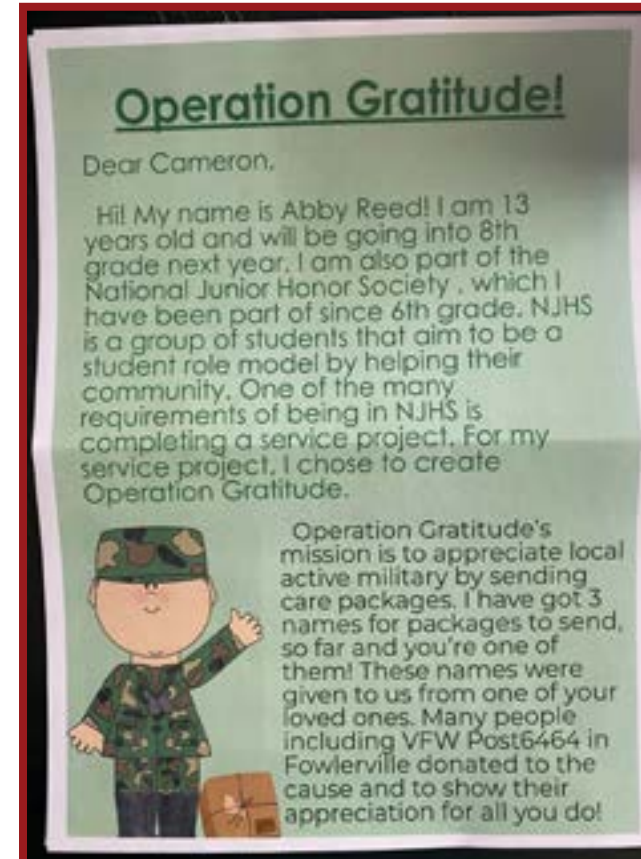 Operation Gratitude!
Dear Cameron,
Hi! My name is Abby Reed! I am 13
years old and will be going into 8th
grade next year. I am also part of the
National Junior Honor Society , which I
have been part of since 6th grade. NJHS
is a group of students that aim to be a
student role model by helping their
community. One of the many
requirements of being in NJHS is
completing a service project. For my
service project, I chose to create
Operation Gratitude.
Operation Gratitude's
mission is to appreciate local
active military by sending
care packages. I have got 3
names for packages to send,
so far and you're one of
them! These names were
given to us from one of your
loved ones. Many people
including VFW Post6464 in
Fowlerville donated to the
cause and to show their
appreciation for all you do!